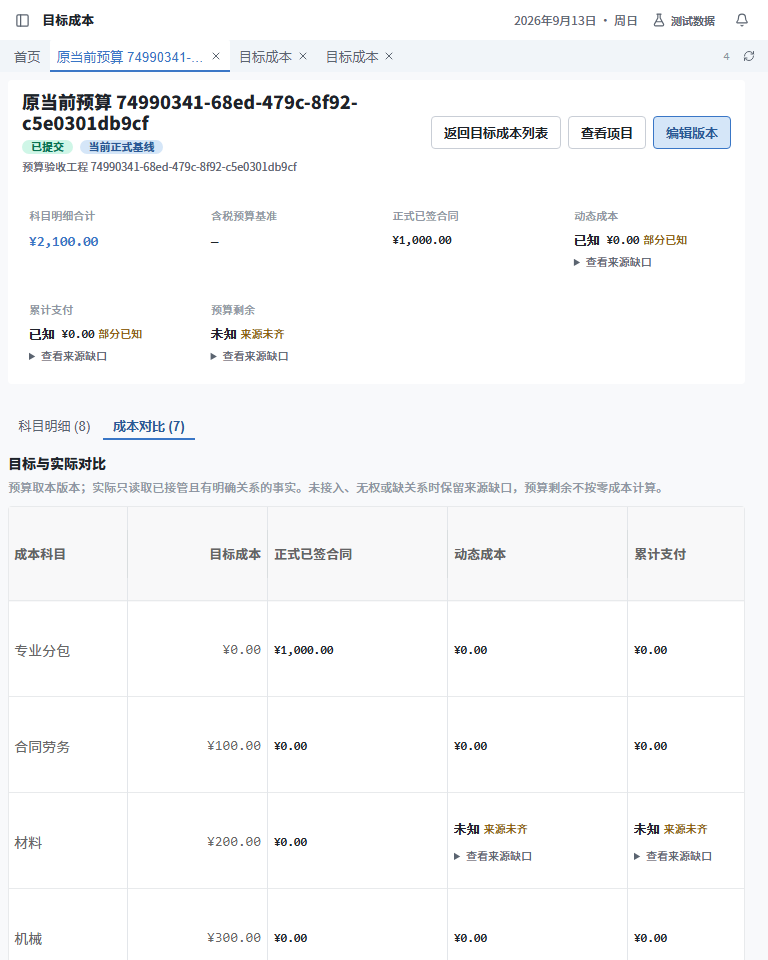 目标成本
2026年9月13日 • 周日
测试数据
首页
原当前预算 74990341-...
目标成本
目标成本
4
原当前预算 74990341-68ed-479c-8f92-
c5e0301db9cf
已提交
当前正式基线
预算验收工程 74990341-68ed-479c-8f92-c5e0301db9cf
返回目标成本列表
查看项目
编辑版本
科目明细合计
含税预算基准
正式已签合同
动态成本
¥2,100.00
—
¥1,000.00
已知 ¥0.00 部分已知
查看来源缺口
累计支付
预算剩余
已知 ¥0.00 部分已知
未知 来源未齐
查看来源缺口
查看来源缺口
科目明细 (8)
成本对比 (7)
目标与实际对比
预算取本版本；实际只读取已接管且有明确关系的事实。未接入、无权或缺关系时保留来源缺口，预算剩余不按零成本计算。
成本科目 目标成本 正式已签合同 动态成本 累计支付
专业分包 ¥0.00 ¥1,000.00 ¥0.00 ¥0.00
合同劳务 ¥100.00 ¥0.00 ¥0.00 ¥0.00
材料 ¥200.00 ¥0.00 未知 来源未齐 未知 来源未齐
查看来源缺口 查看来源缺口
机械 ¥300.00 ¥0.00 ¥0.00 ¥0.00